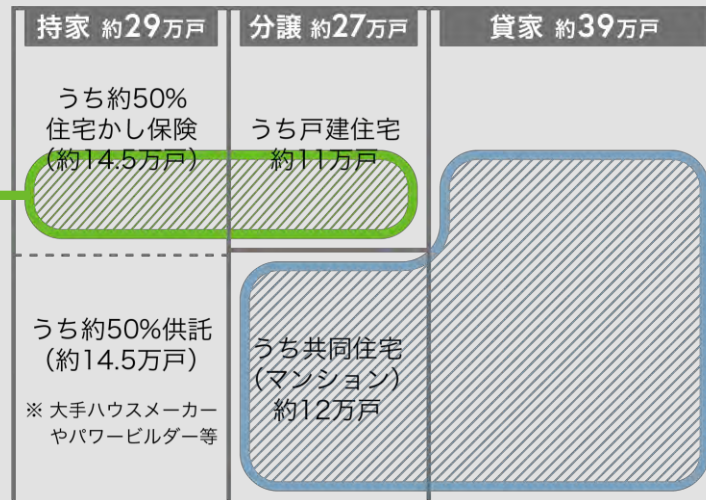 持家 約29万戸
分譲 約27万戸
貸家 約39万戸
うち約50%
住宅かし保険
(約14.5万戸)
うち戸建住宅
約11万戸
うち約50%供託
(約14.5万戸)
※ 大手ハウスメーカー
やパワービルダー等
うち共同住宅
(マンション)
約12万戸